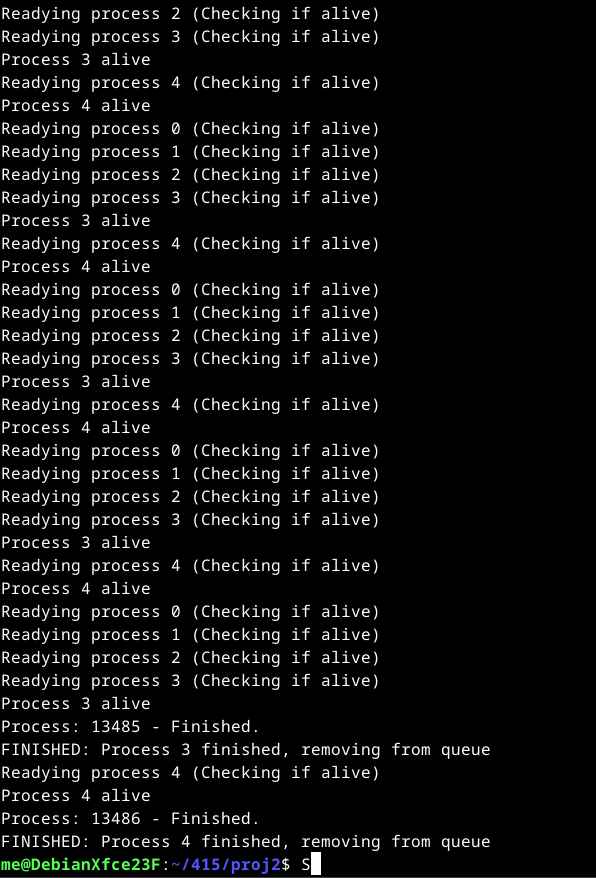 Readying process 2 (Checking if alive)
Readying process 3 (Checking if alive)
Process 3 alive
Readying process 4 (Checking if alive)
Process 4 alive
Readying process 0 (Checking if alive)
Readying process 1 (Checking if alive)
Readying process 2 (Checking if alive)
Readying process 3 (Checking if alive)
Process 3 alive
Readying process 4 (Checking if alive)
Process 4 alive
Readying process 0 (Checking if alive)
Readying process 1 (Checking if alive)
Readying process 2 (Checking if alive)
Readying process 3 (Checking if alive)
Process 3 alive
Readying process 4 (Checking if alive)
Process 4 alive
Readying process 0 (Checking if alive)
Readying process 1 (Checking if alive)
Readying process 2 (Checking if alive)
Readying process 3 (Checking if alive)
Process 3 alive
Readying process 4 (Checking if alive)
Process 4 alive
Readying process 0 (Checking if alive)
Readying process 1 (Checking if alive)
Readying process 2 (Checking if alive)
Readying process 3 (Checking if alive)
Process 3 alive
Process: 13485 - Finished.
FINISHED: Process 3 finished, removing from queue
Readying process 4 (Checking if alive)
Process 4 alive
Process: 13486 - Finished.
FINISHED: Process 4 finished, removing from queue
me@DebianXfce23F:~/415/proj2$ S